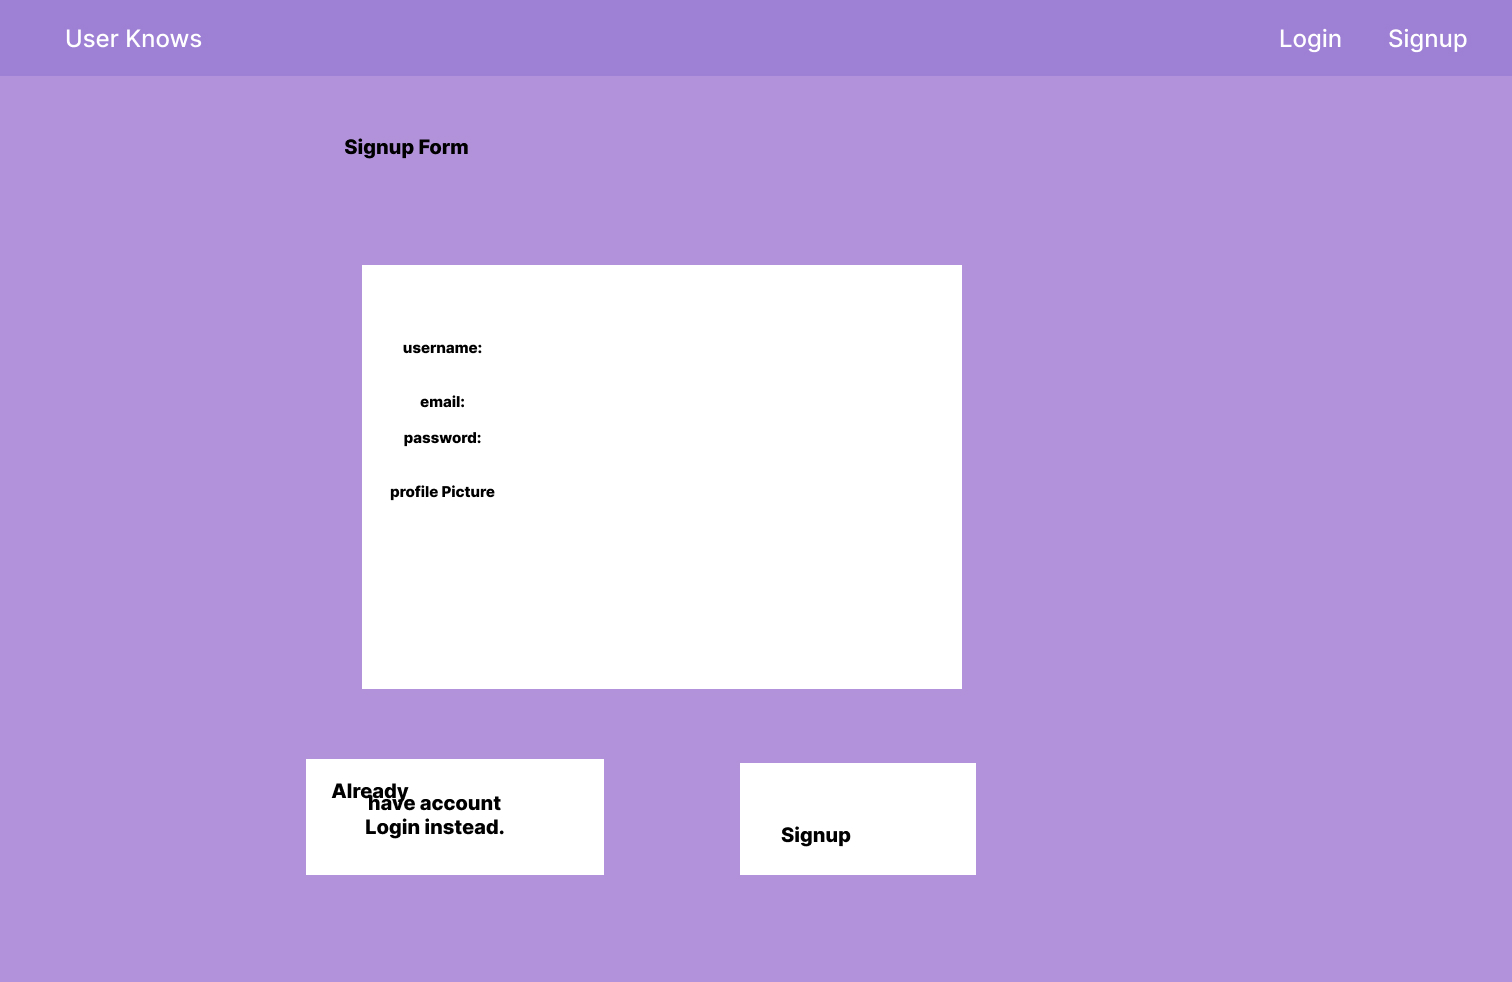 User Knows
Login
Signup
Signup Form
username:
email:
password:
profile Picture
Already
have account
Login instead.
Signup